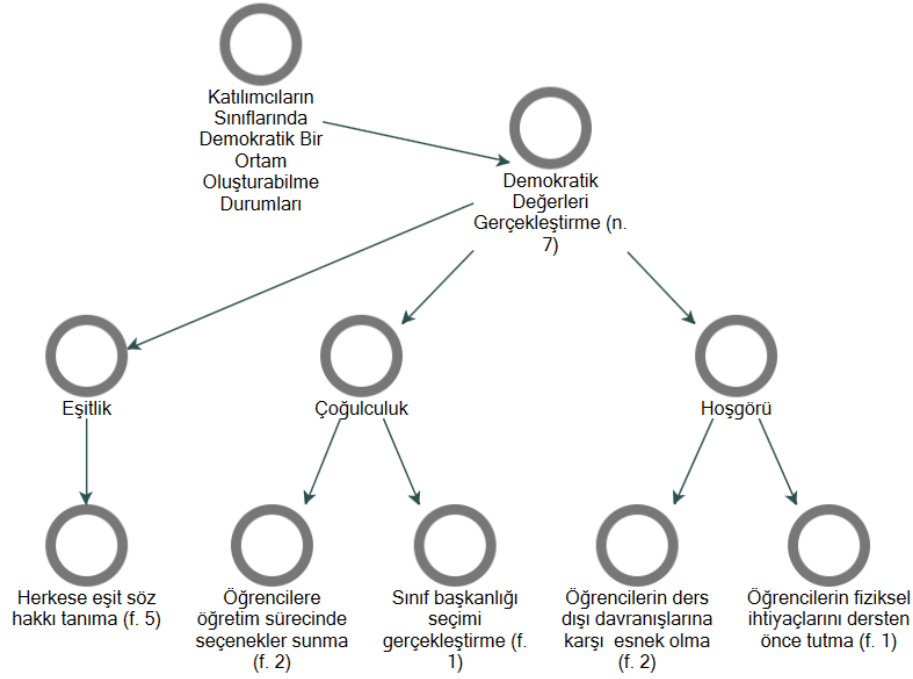 Katılımcıların
Sınıflarında
Demokratik Bir
Ortam
Oluşturabilme
Durumları
Demokratik
Değerleri
Gerçekleştirme (n.
7)
Eşitlik
Çoğulculuk
Hoşgörü
Herkese eşit söz
hakkı tanıma (f. 5)
Öğrencilere
öğretim sürecinde
seçenekler sunma
(f. 2)
Sınıf başkanlığı
seçimi
gerçekleştirme (f.
1)
Öğrencilerin ders
dışı davranışlarına
karşı esnek olma
(f. 2)
Öğrencilerin fiziksel
ihtiyaçlarını dersten
önce tutma (f. 1)